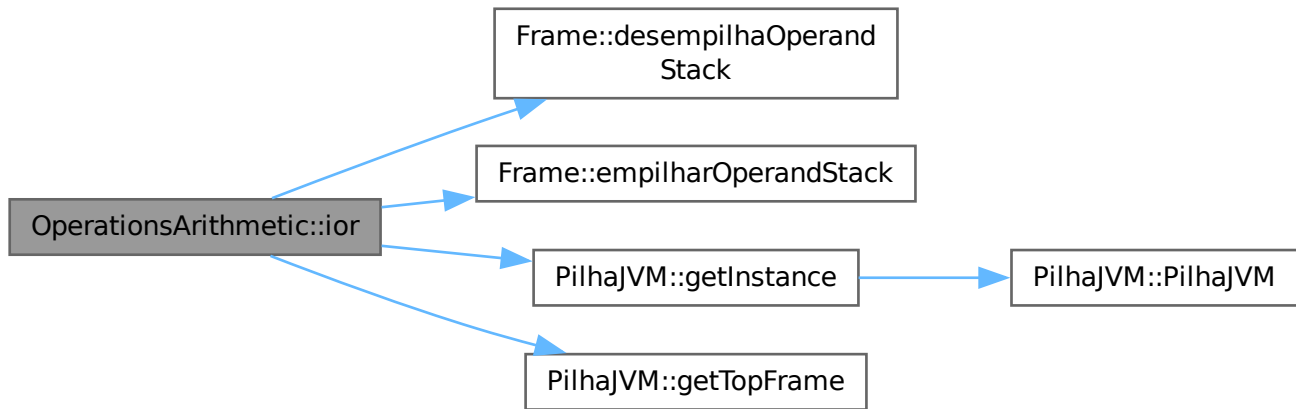 Frame::desempilhaOperand
Stack
Frame::empilharOperandStack
OperationsArithmetic::ior
PilhaJVM::getInstance
PilhaJVM::PilhaJVM
PilhaJVM::getTopFrame